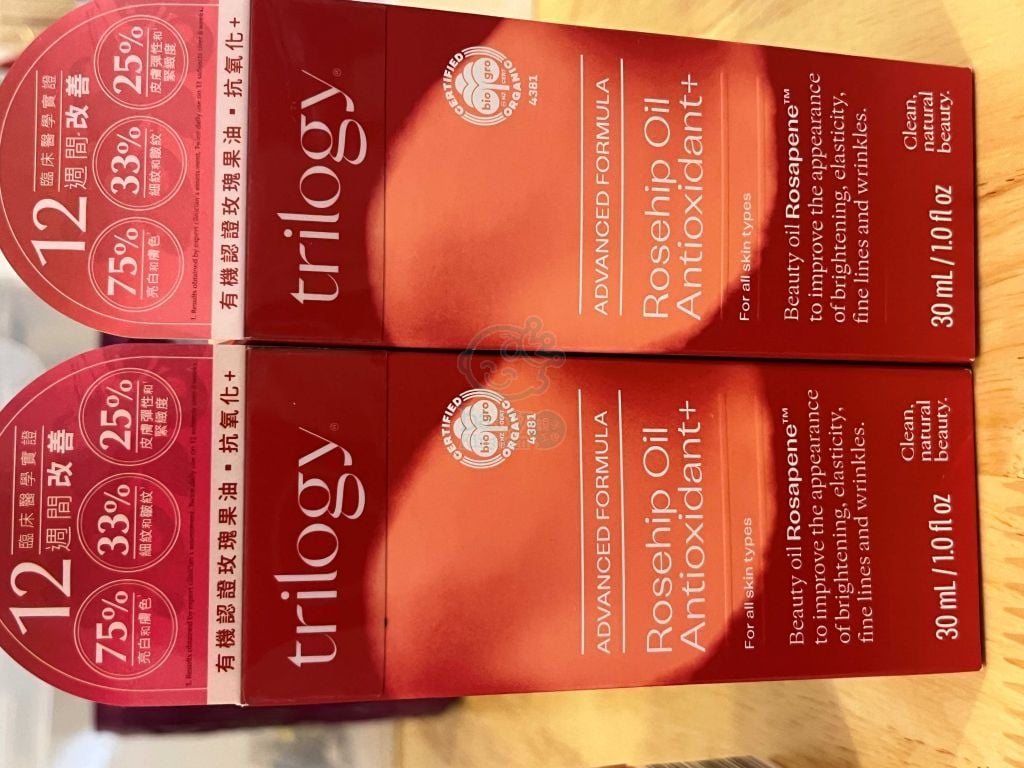 臨床醫學實證
12 週間·改善
75%
亮白和膚色¹
33%
細紋和皺紋¹
25%
皮膚彈性和¹
緊緻度
有機認證玫瑰果油・抗氧化+
trilogy®
CERTIFIED
bio gro
ORGANIC
4381
ADVANCED FORMULA
Rosehip Oil
Antioxidant+
For all skin types
Beauty oil Rosapene™
to improve the appearance
of brightening, elasticity,
fine lines and wrinkles.
Clean,
natural
beauty.
30 mL / 1.0 fl oz
臨床醫學實證
12 週間·改善
75%
亮白和膚色¹
33%
細紋和皺紋¹
25%
皮膚彈性和¹
緊緻度
有機認證玫瑰果油・抗氧化+
trilogy®
CERTIFIED
bio gro
ORGANIC
4381
ADVANCED FORMULA
Rosehip Oil
Antioxidant+
For all skin types
Beauty oil Rosapene™
to improve the appearance
of brightening, elasticity,
fine lines and wrinkles.
Clean,
natural
beauty.
30 mL / 1.0 fl oz